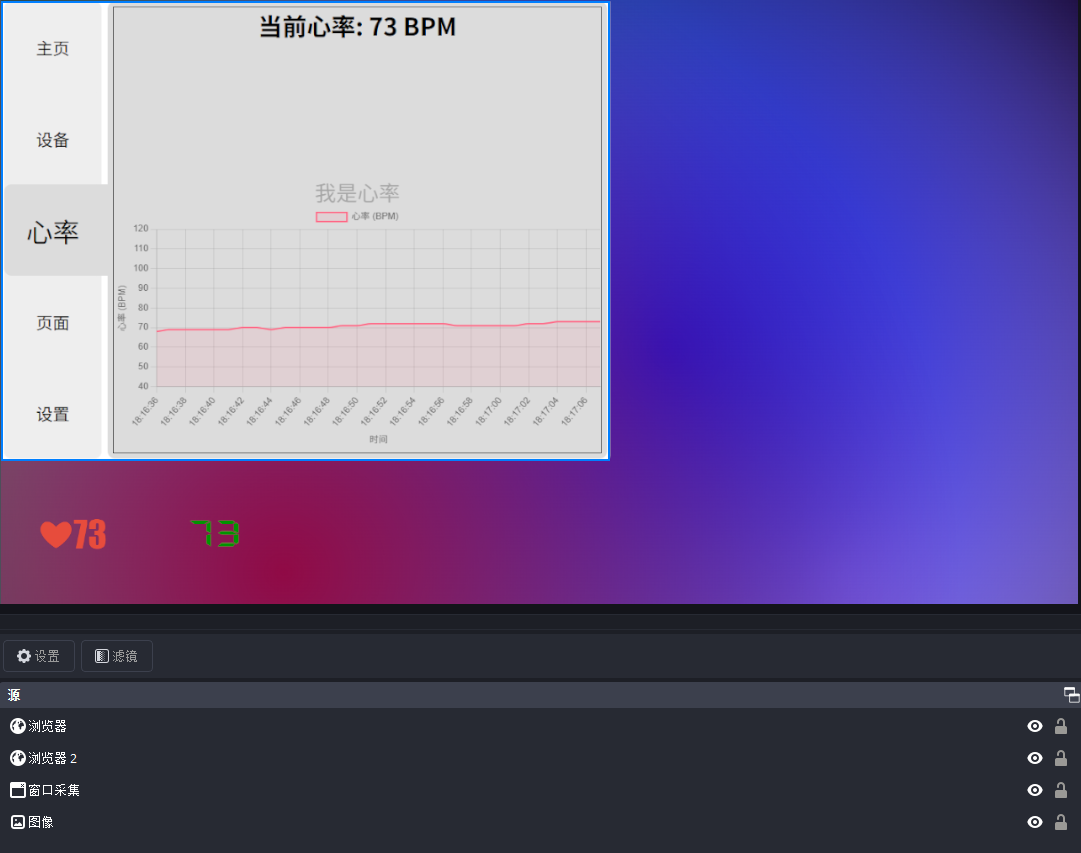 主页
设备
心率
页面
设置
当前心率: 73 BPM
我是心率
心率 (BPM)
心率 (BPM)
120
110
100
90
80
70
60
50
40
18:16:36
18:16:38
18:16:40
18:16:42
18:16:44
18:16:46
18:16:48
18:16:50
18:16:52
18:16:54
18:16:56
18:16:58
18:17:00
18:17:02
18:17:04
18:17:06
时间
73
73
设置
滤镜
源
浏览器
浏览器 2
窗口采集
图像